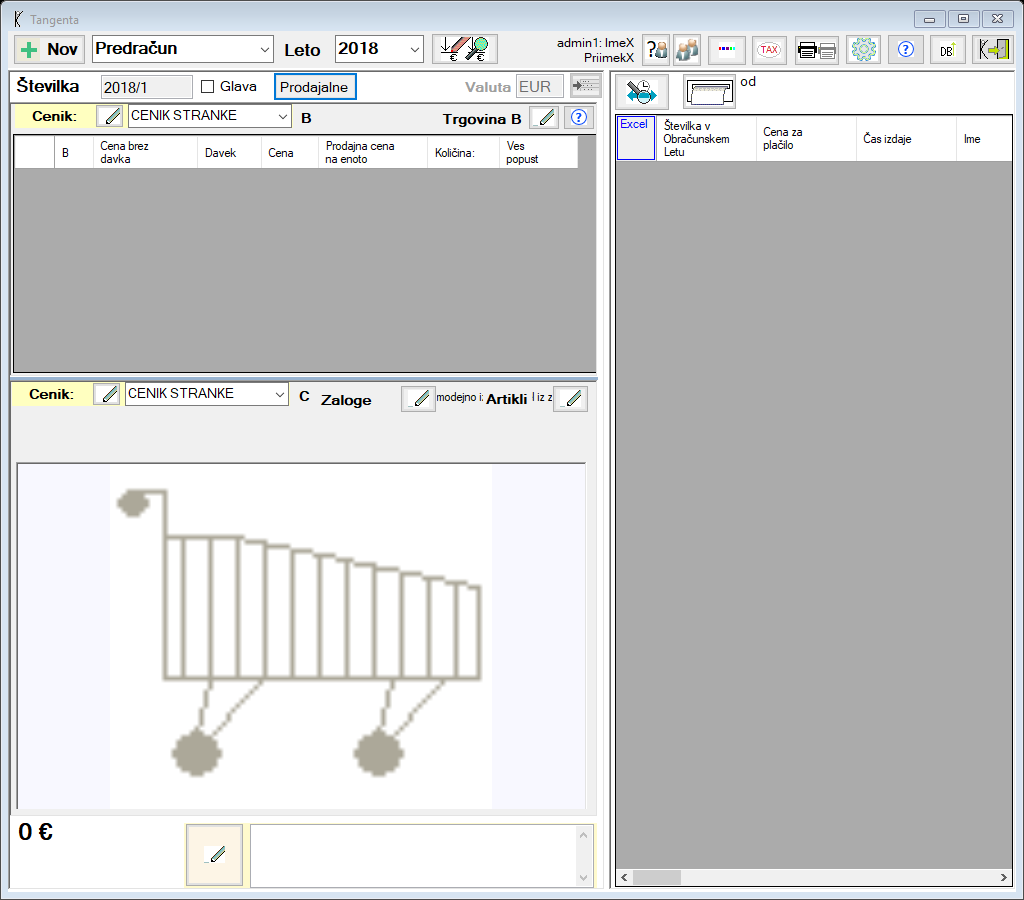 Tangenta
Nov
Predračun
Leto
2018
admin1: ImeX
PriimekX
TAX
DB
Številka
2018/1
Glava
Prodajalne
Valuta
EUR
od
Cenik:
CENIK STRANKE
B
Trgovina B
B
Cena brez
davka
Davek
Cena
Prodajna cena
na enoto
Količina:
Ves
popust
Excel
Številka v
Obračunskem
Letu
Cena za
plačilo
Čas izdaje
Ime
Cenik:
CENIK STRANKE
C
Zaloge
modejno i:
Artikli
l iz z
0 €